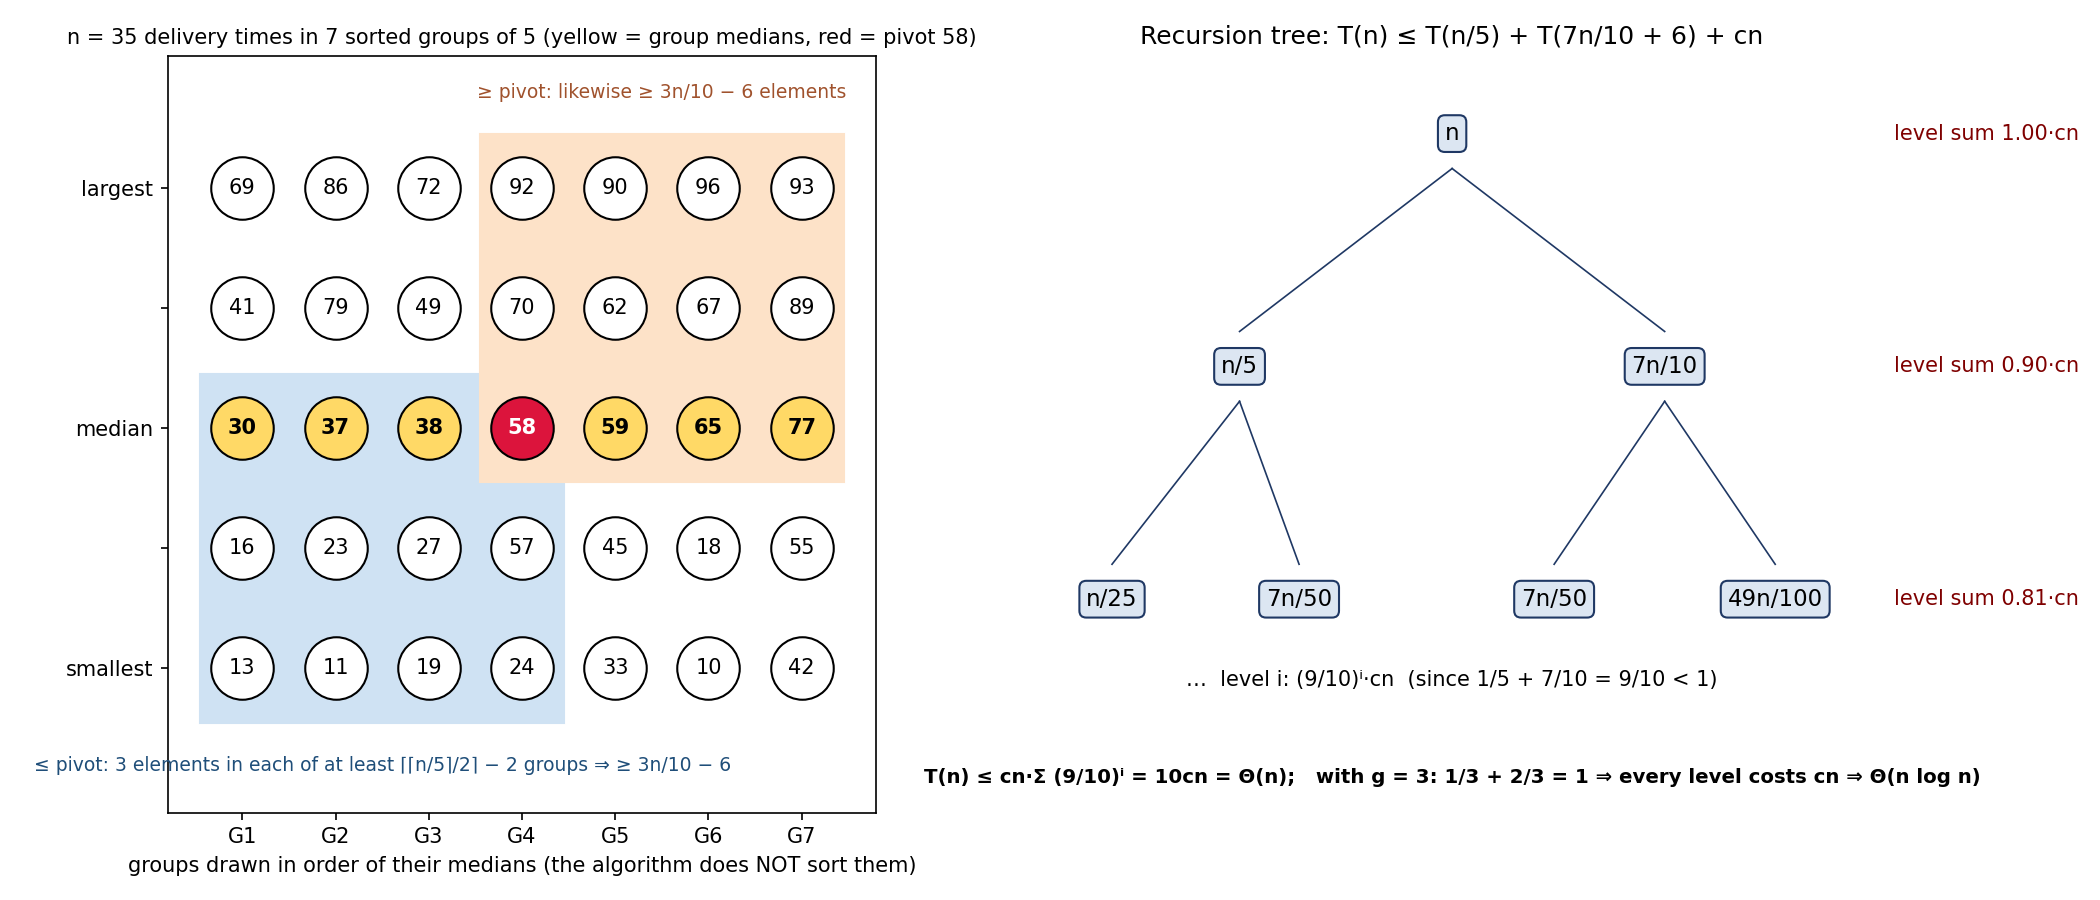 n = 35 delivery times in 7 sorted groups of 5 (yellow = group medians, red = pivot 58)
≥ pivot: likewise ≥ 3n/10 − 6 elements
largest 69 86 72 92 90 96 93
41 79 49 70 62 67 89
median 30 37 38 58 59 65 77
16 23 27 57 45 18 55
smallest 13 11 19 24 33 10 42
≤ pivot: 3 elements in each of at least ⌈⌈n/5⌉/2⌉ − 2 groups ⇒ ≥ 3n/10 − 6
G1 G2 G3 G4 G5 G6 G7
groups drawn in order of their medians (the algorithm does NOT sort them)
Recursion tree: T(n) ≤ T(n/5) + T(7n/10 + 6) + cn
n level sum 1.00·cn
n/5 7n/10 level sum 0.90·cn
n/25 7n/50 7n/50 49n/100 level sum 0.81·cn
… level i: (9/10)ⁱ·cn (since 1/5 + 7/10 = 9/10 < 1)
T(n) ≤ cn·Σ (9/10)ⁱ = 10cn = Θ(n); with g = 3: 1/3 + 2/3 = 1 ⇒ every level costs cn ⇒ Θ(n log n)